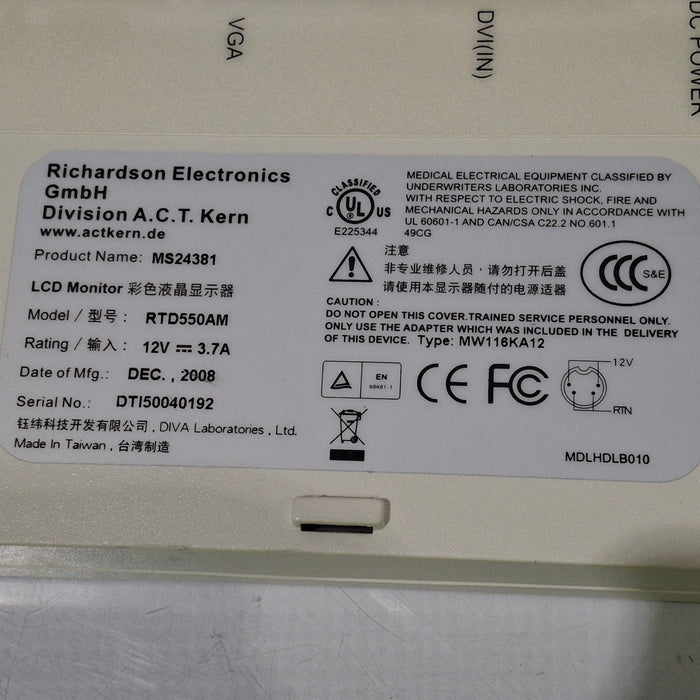 VGA
DVI(IN)
DC POWER
Richardson Electronics
GmbH
Division A.C.T. Kern
www.actkern.de
Product Name: MS24381
LCD Monitor 彩色液晶显示器
Model / 型号 : RTD550AM
Rating / 输入 : 12V ⎓ 3.7A
Date of Mfg.: DEC. , 2008
Serial No.: DTI50040192
钰纬科技开发有限公司 , DIVA Laboratories , Ltd.
Made In Taiwan , 台湾制造
CLASSIFIED
C UL US
E225344
MEDICAL ELECTRICAL EQUIPMENT CLASSIFIED BY
UNDERWRITERS LABORATORIES INC.
WITH RESPECT TO ELECTRIC SHOCK, FIRE AND
MECHANICAL HAZARDS ONLY IN ACCORDANCE WITH
UL 60601-1 AND CAN/CSA C22.2 NO.601.1
49CG
注意
非专业维修人员 , 请勿打开后盖
请使用本显示器随付的电源适器
CCC S&E
CAUTION :
DO NOT OPEN THIS COVER.TRAINED SERVICE PERSONNEL ONLY.
ONLY USE THE ADAPTER WHICH WAS INCLUDED IN THE DELIVERY
OF THIS DEVICE. Type: MW116KA12
EN
60601-1
CE FC
12V
RTN
MDLHDLB010